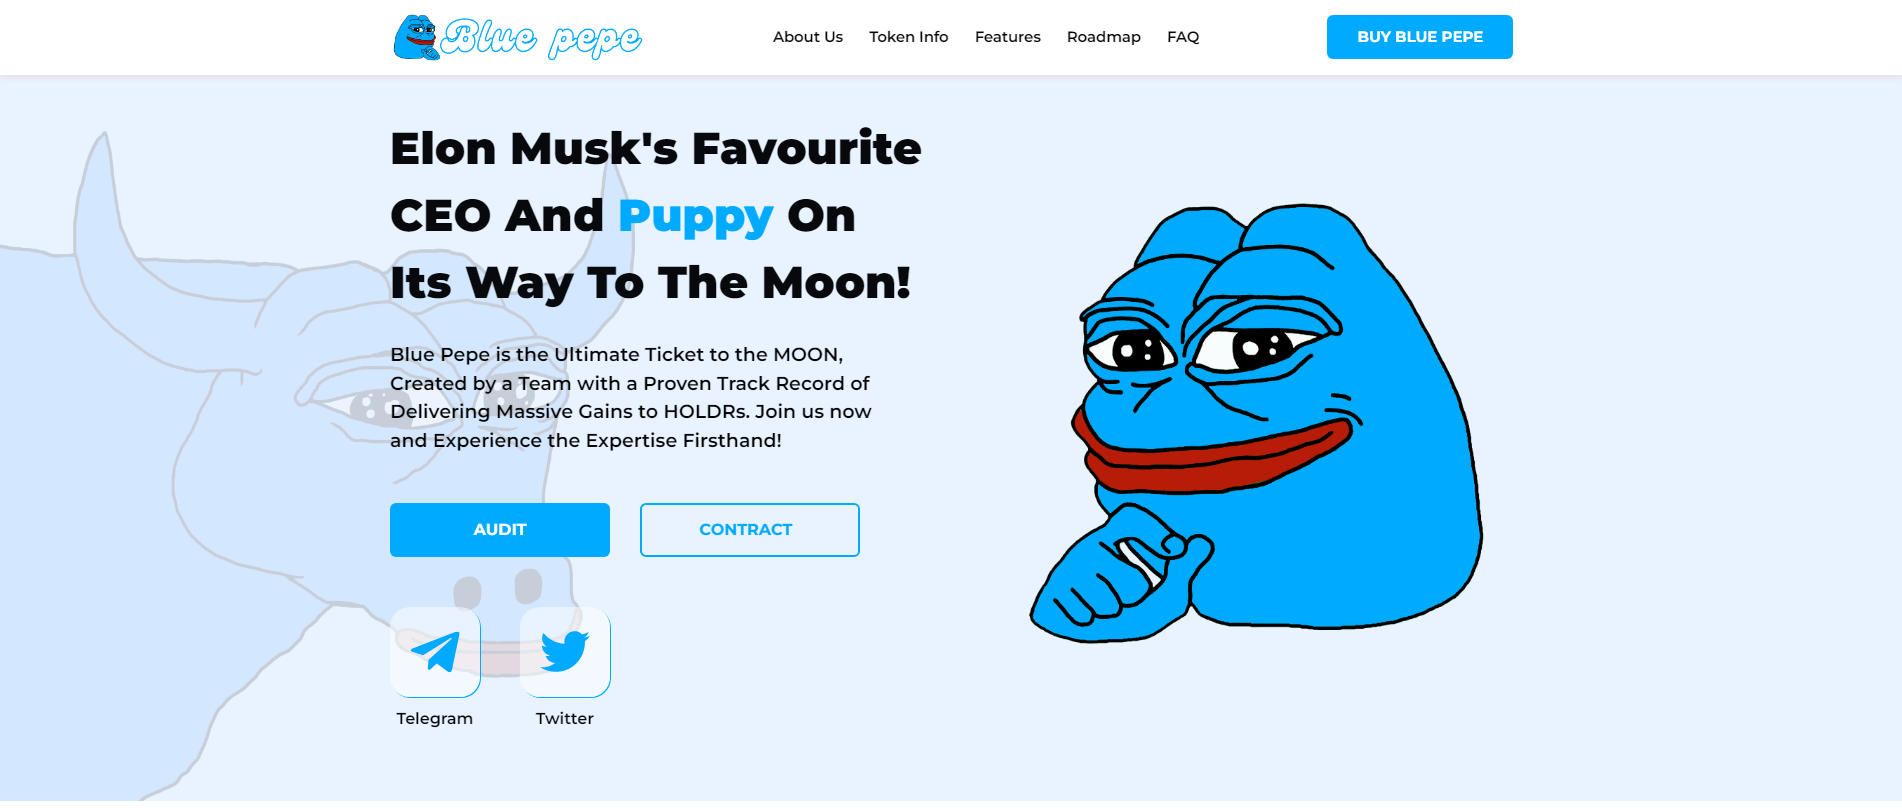 Blue pepe
About Us
Token Info
Features
Roadmap
FAQ
BUY BLUE PEPE
Elon Musk's Favourite
CEO And Puppy On
Its Way To The Moon!
Blue Pepe is the Ultimate Ticket to the MOON,
Created by a Team with a Proven Track Record of
Delivering Massive Gains to HOLDRs. Join us now
and Experience the Expertise Firsthand!
AUDIT
CONTRACT
Telegram
Twitter